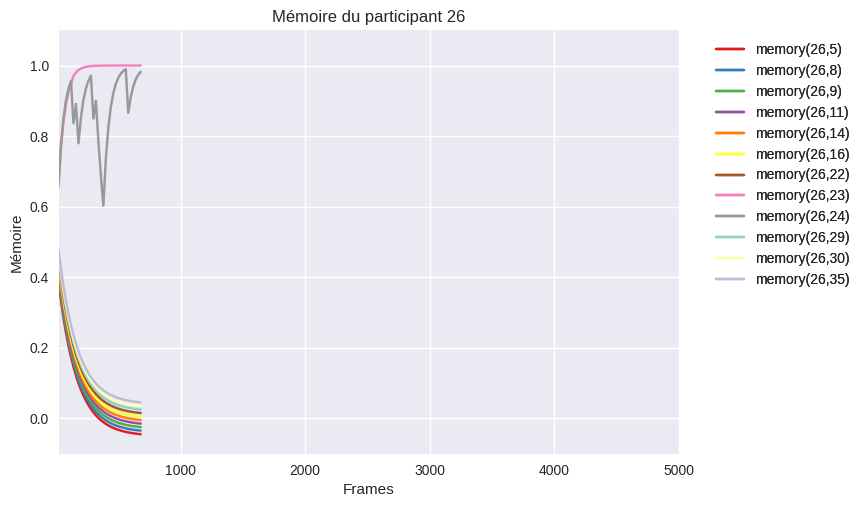 Mémoire du participant 26
Mémoire
1.0
0.8
0.6
0.4
0.2
0.0
1000 2000 3000 4000 5000
Frames
memory(26,5)
memory(26,8)
memory(26,9)
memory(26,11)
memory(26,14)
memory(26,16)
memory(26,22)
memory(26,23)
memory(26,24)
memory(26,29)
memory(26,30)
memory(26,35)